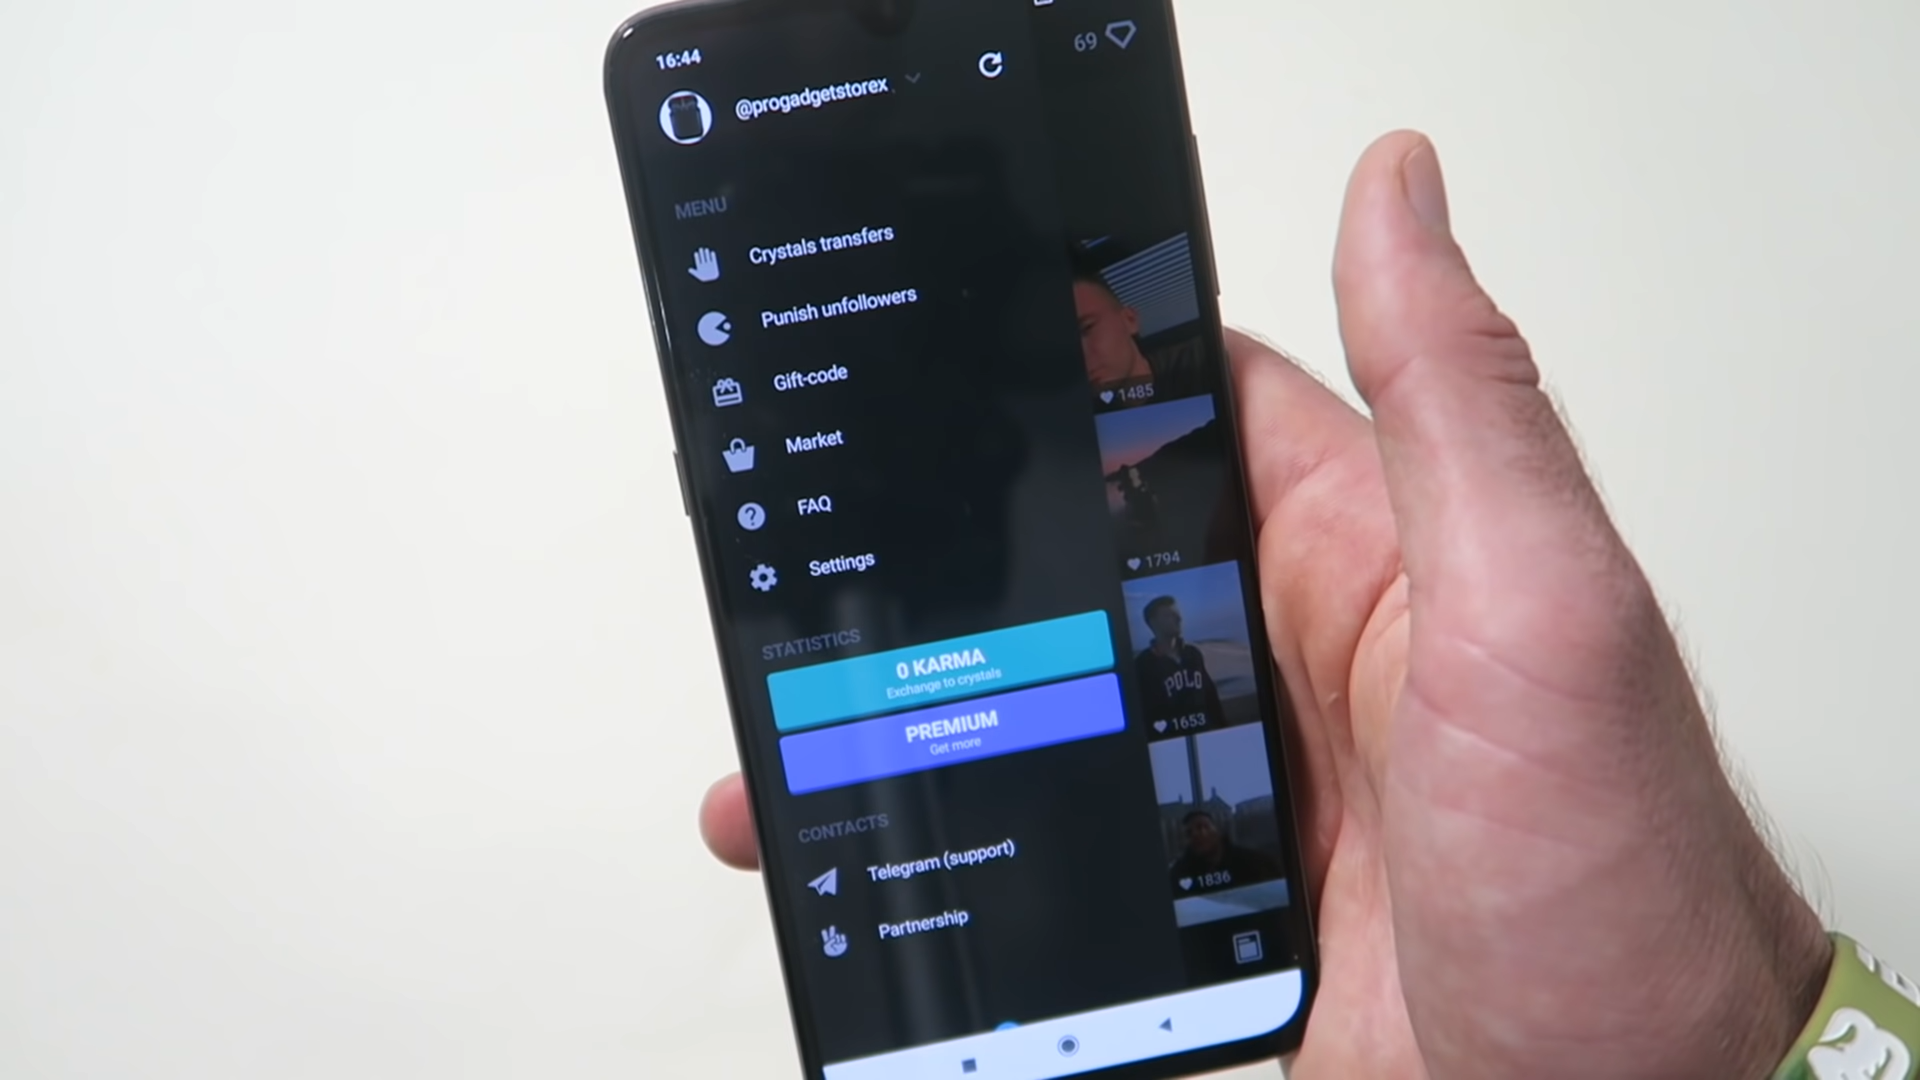 16:44
69
@progadgetstorex
MENU
Crystals transfers
Punish unfollowers
Gift-code
Market
FAQ
Settings
STATISTICS
0 KARMA
Exchange to crystals
PREMIUM
Get more
CONTACTS
Telegram (support)
Partnership
1485
1794
POLO
1653
1836